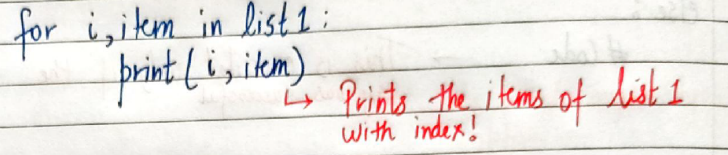 for i, item in list 1 :
print ( i, item)
↳ Prints the items of list 1
with index!